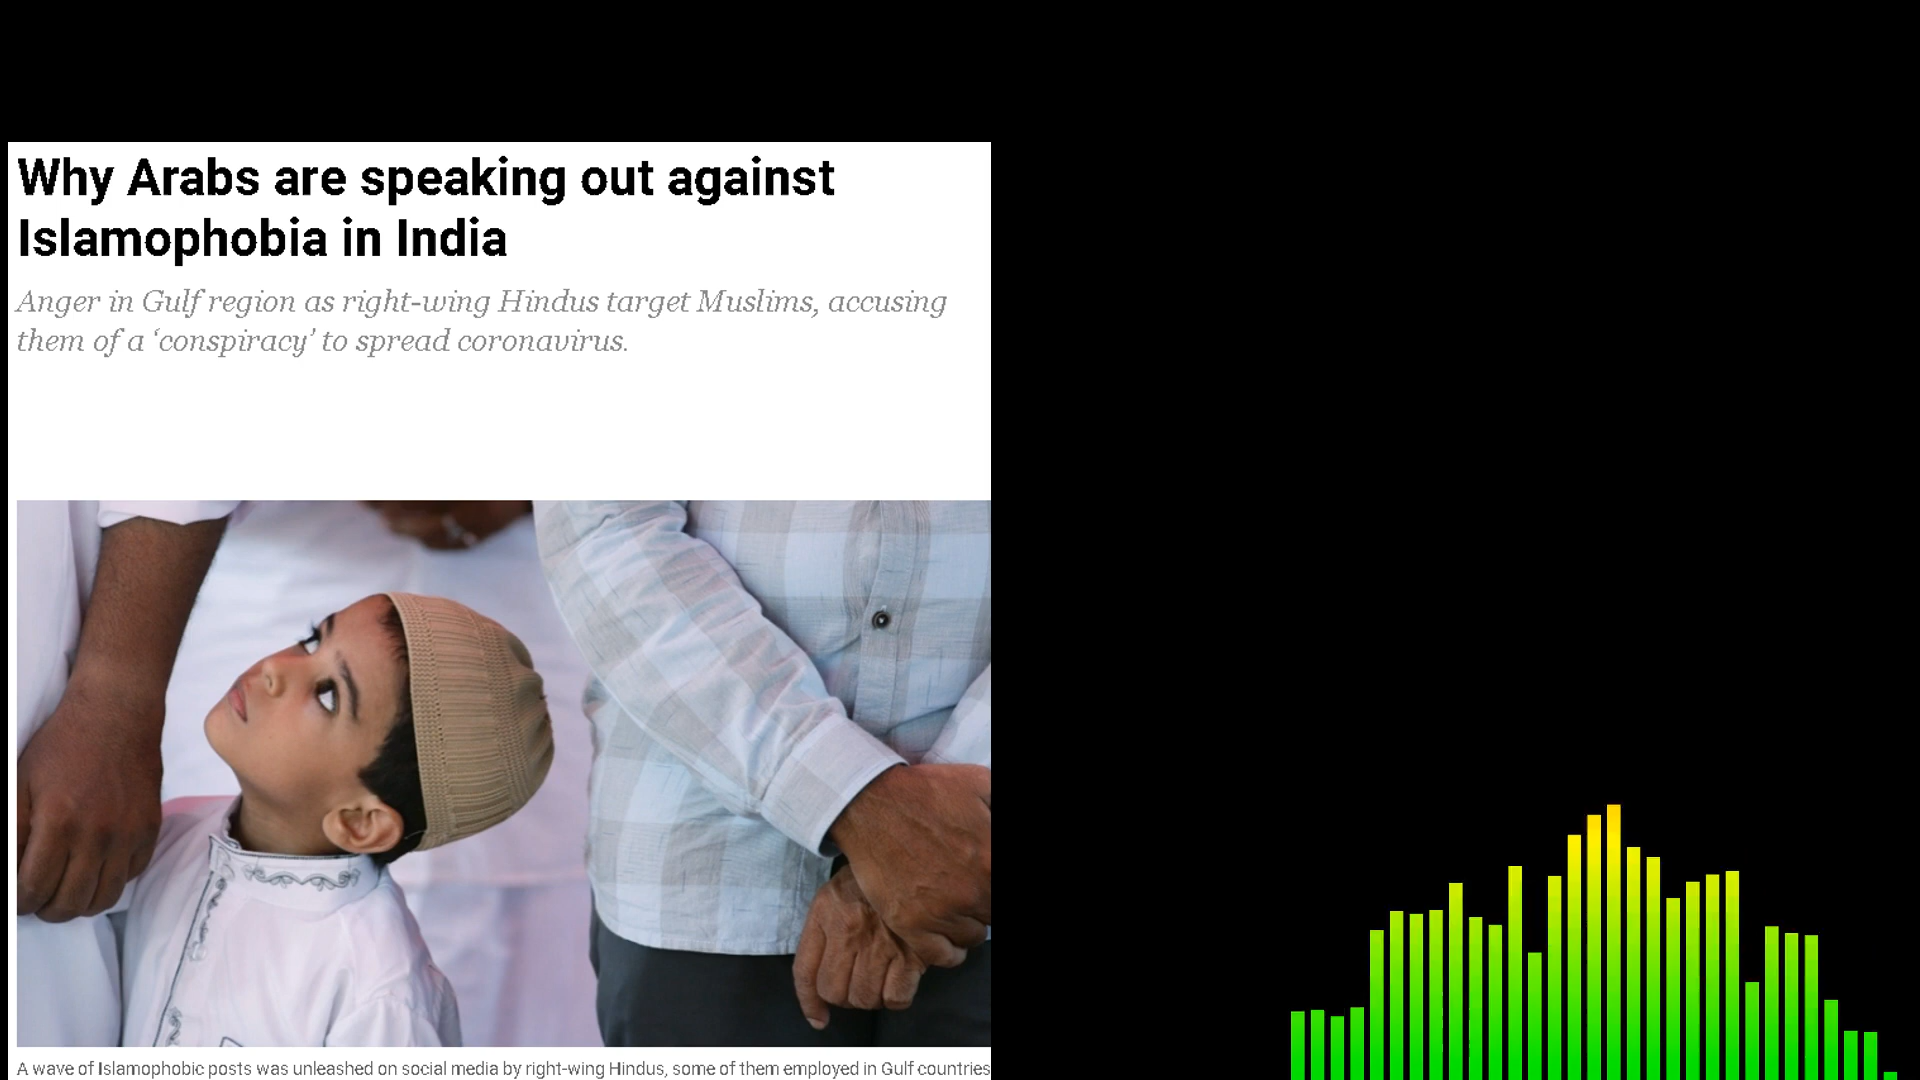 Why Arabs are speaking out against
Islamophobia in India
Anger in Gulf region as right-wing Hindus target Muslims, accusing
them of a ‘conspiracy’ to spread coronavirus.
A wave of Islamophobic posts was unleashed on social media by right-wing Hindus, some of them employed in Gulf countries